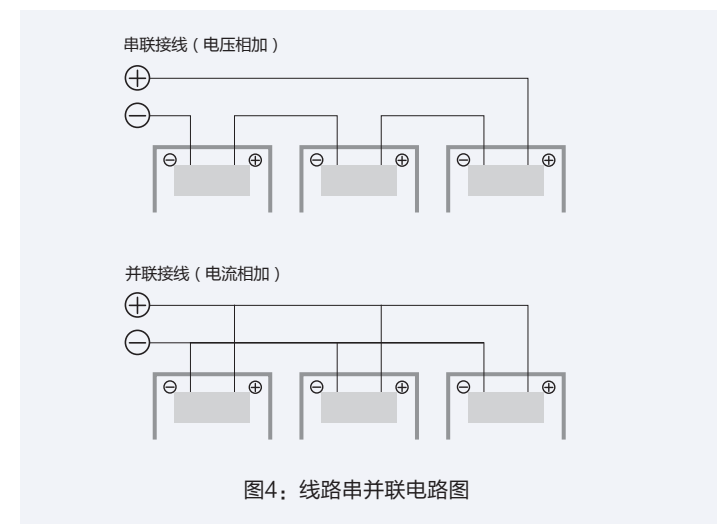 串联接线（电压相加）
⊕
⊖
⊖ ⊕ ⊖ ⊕ ⊖ ⊕
并联接线（电流相加）
⊕
⊖
⊖ ⊕ ⊖ ⊕ ⊖ ⊕
图4：线路串并联电路图